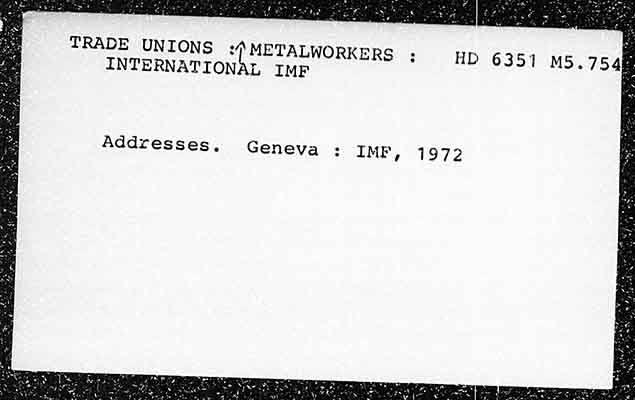 TRADE UNIONS :↑METALWORKERS : HD 6351 M5.754
INTERNATIONAL IMF
Addresses. Geneva : IMF, 1972